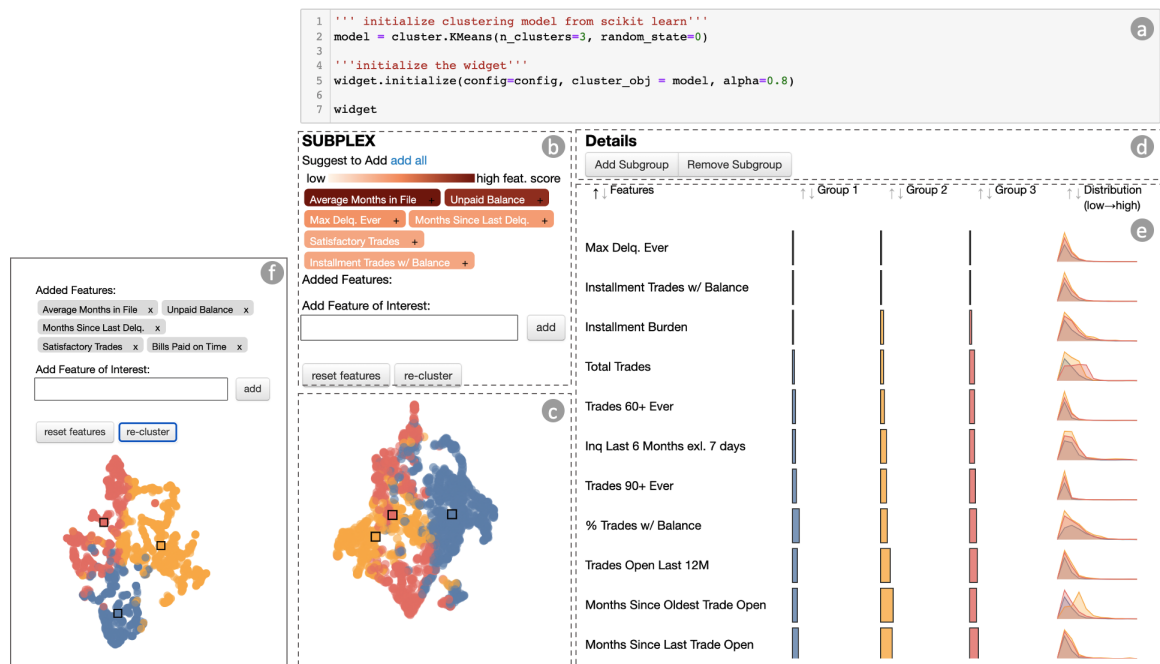 1 ''' initialize clustering model from scikit learn'''
2 model = cluster.KMeans(n_clusters=3, random_state=0)
3
4 '''initialize the widget'''
5 widget.initialize(config=config, cluster_obj = model, alpha=0.8)
6
7 widget
a
SUBPLEX
b
Suggest to Add add all
low high feat. score
Average Months in File + Unpaid Balance +
Max Delq. Ever + Months Since Last Delq. +
Satisfactory Trades +
Installment Trades w/ Balance +
Added Features:
Add Feature of Interest:
add
reset features re-cluster
c
Details
d
Add Subgroup Remove Subgroup
↑↓ Features ↑↓ Group 1 ↑↓ Group 2 ↑↓ Group 3 ↑↓ Distribution
(low→high)
e
Max Delq. Ever
Installment Trades w/ Balance
Installment Burden
Total Trades
Trades 60+ Ever
Inq Last 6 Months exl. 7 days
Trades 90+ Ever
% Trades w/ Balance
Trades Open Last 12M
Months Since Oldest Trade Open
Months Since Last Trade Open
f
Added Features:
Average Months in File x Unpaid Balance x
Months Since Last Delq. x
Satisfactory Trades x Bills Paid on Time x
Add Feature of Interest:
add
reset features re-cluster